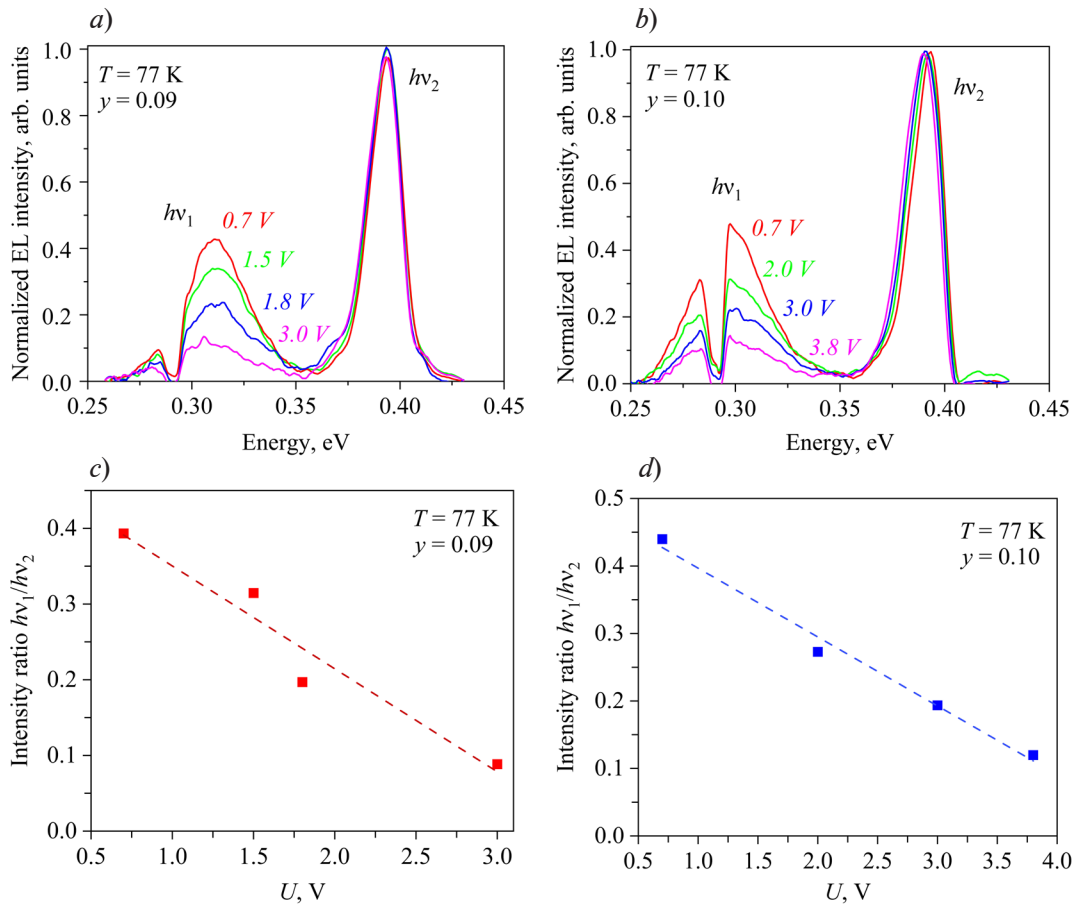 a)
Normalized EL intensity, arb. units
1.0
0.8
0.6
0.4
0.2
0.0
T = 77 K
y = 0.09
hν2
hν1
0.7 V
1.5 V
1.8 V
3.0 V
0.25
0.30
0.35
0.40
0.45
Energy, eV
b)
Normalized EL intensity, arb. units
1.0
0.8
0.6
0.4
0.2
0.0
T = 77 K
y = 0.10
hν2
hν1
0.7 V
2.0 V
3.0 V
3.8 V
0.25
0.30
0.35
0.40
0.45
Energy, eV
c)
Intensity ratio hν1/hν2
0.4
0.3
0.2
0.1
0.0
T = 77 K
y = 0.09
0.5
1.0
1.5
2.0
2.5
3.0
U, V
d)
Intensity ratio hν1/hν2
0.5
0.4
0.3
0.2
0.1
0.0
T = 77 K
y = 0.10
0.5
1.0
1.5
2.0
2.5
3.0
3.5
4.0
U, V